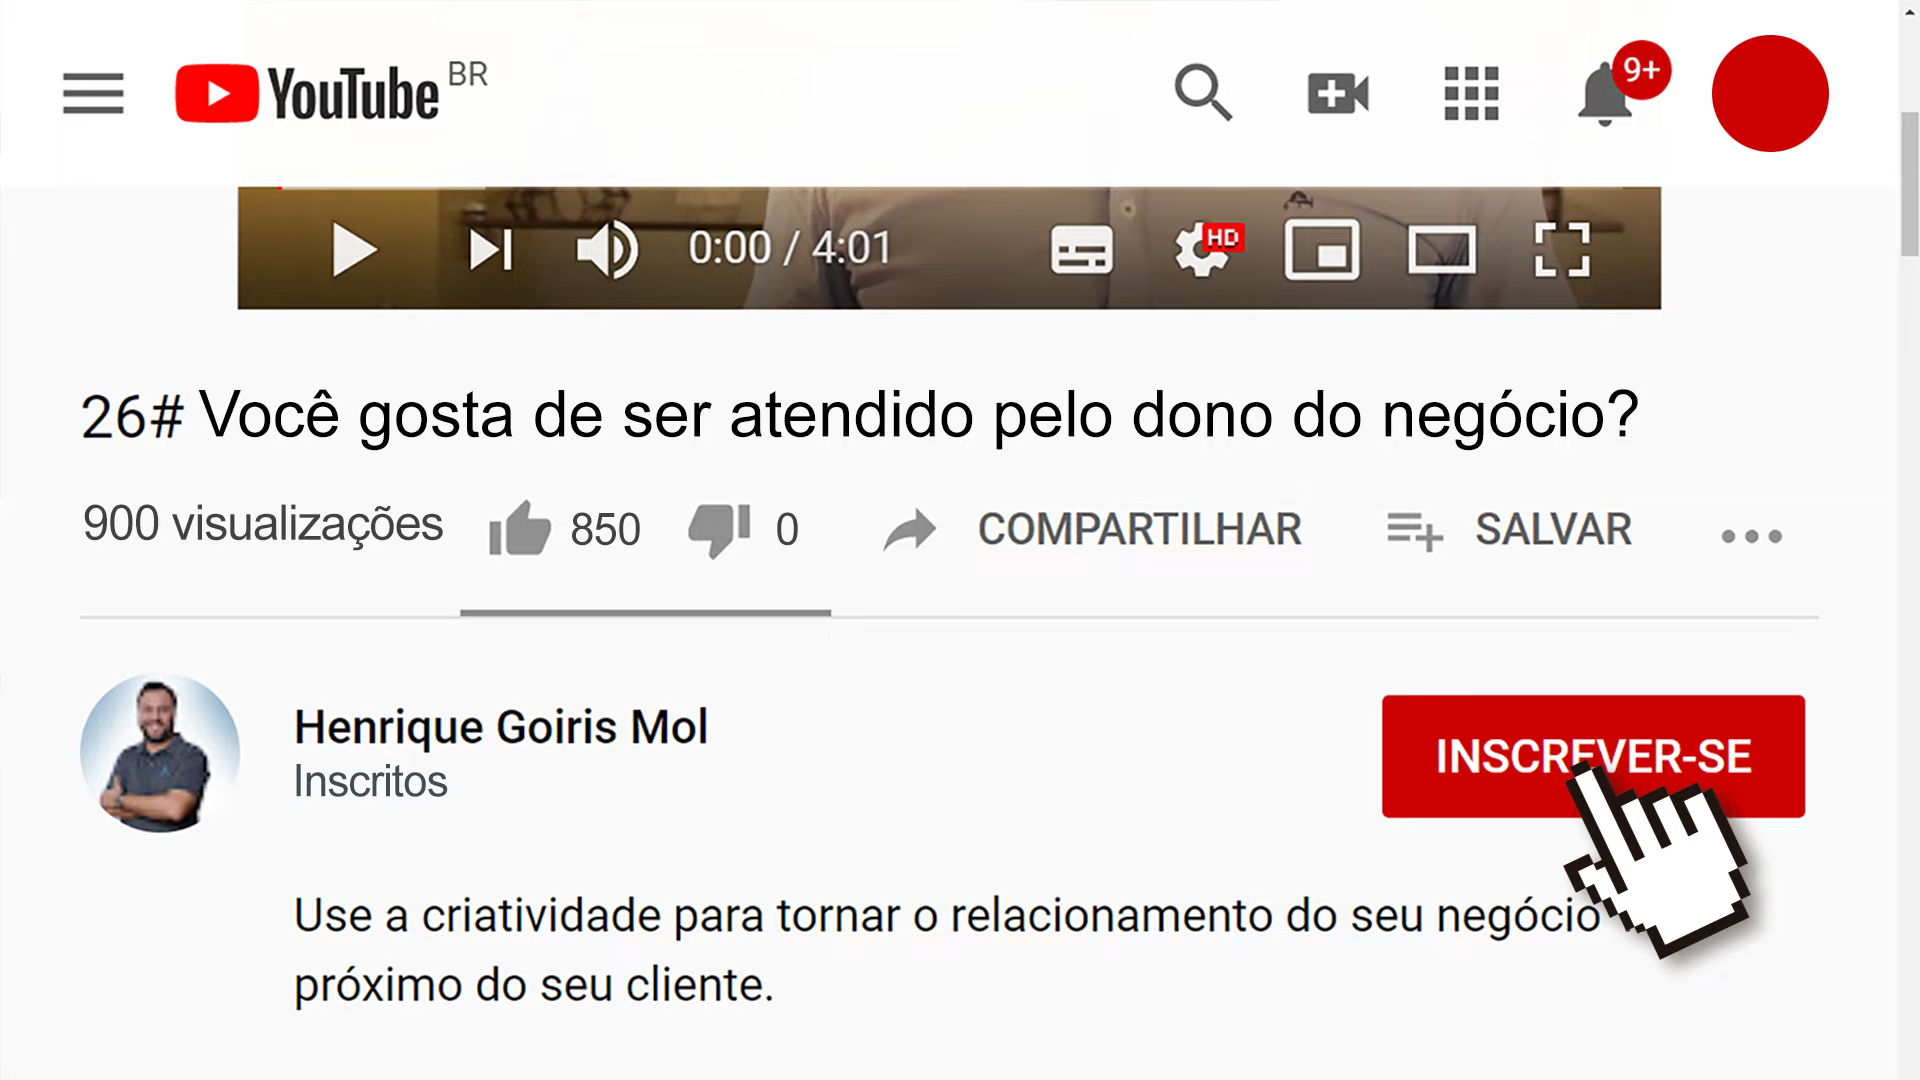 YouTube BR
9+
0:00 / 4:01
HD
26# Você gosta de ser atendido pelo dono do negócio?
900 visualizações 850 0 COMPARTILHAR SALVAR
Henrique Goiris Mol
Inscritos
INSCREVER-SE
Use a criatividade para tornar o relacionamento do seu negócio
próximo do seu cliente.